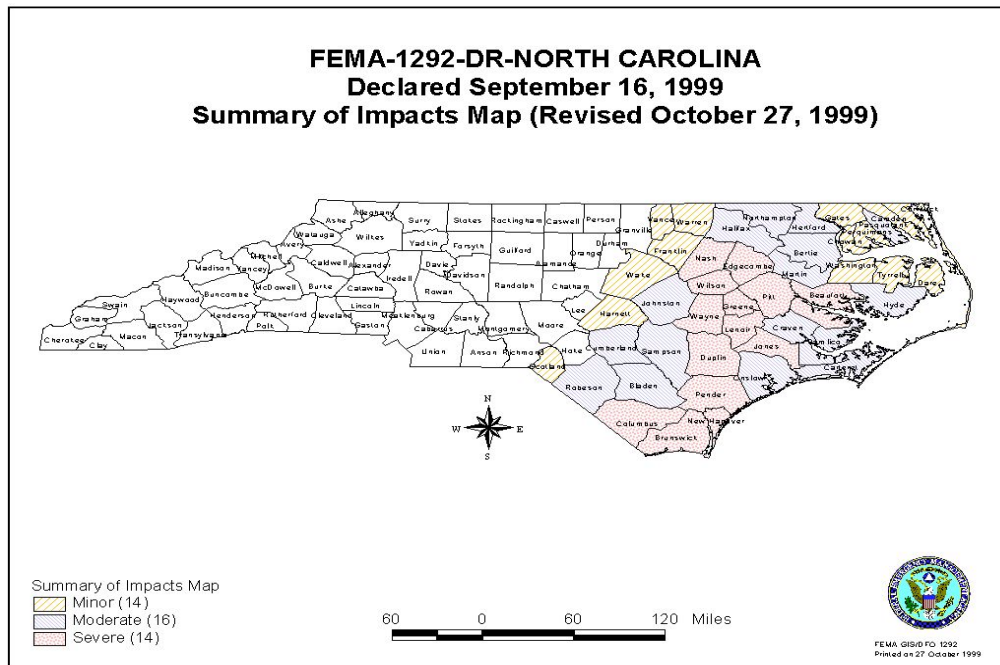 FEMA-1292-DR-NORTH CAROLINA
Declared September 16, 1999
Summary of Impacts Map (Revised October 27, 1999)
Alleghany
Ashe
Surry
Stokes
Rockingham
Caswell
Person
Granville
Vance
Warren
Northampton
Halifax
Hertford
Gates
Camden
Pasquotank
Perquimans
Chowan
Watauga
Wilkes
Yadkin
Forsyth
Guilford
Orange
Durham
Franklin
Nash
Edgecombe
Bertie
Martin
Washington
Tyrrell
Dare
Avery
Mitchell
Yancey
Madison
Caldwell
Alexander
Iredell
Davie
Davidson
Randolph
Chatham
Wake
Wilson
Pitt
Beaufort
Hyde
Swain
Haywood
Buncombe
McDowell
Burke
Catawba
Rowan
Lee
Harnett
Johnston
Greene
Wayne
Lenoir
Craven
Pamlico
Graham
Jackson
Henderson
Rutherford
Polk
Cleveland
Lincoln
Gaston
Mecklenburg
Cabarrus
Stanly
Montgomery
Moore
Cherokee
Clay
Macon
Transylvania
Union
Anson
Richmond
Scotland
Hoke
Cumberland
Sampson
Duplin
Jones
Onslow
Robeson
Bladen
Pender
Columbus
New Hanover
Brunswick
N
W E
S
Summary of Impacts Map
Minor (14)
Moderate (16)
Severe (14)
60 0 60 120 Miles
FEDERAL EMERGENCY MANAGEMENT AGENCY
FEMA GIS/DFO 1292
Printed on 27 October 1999